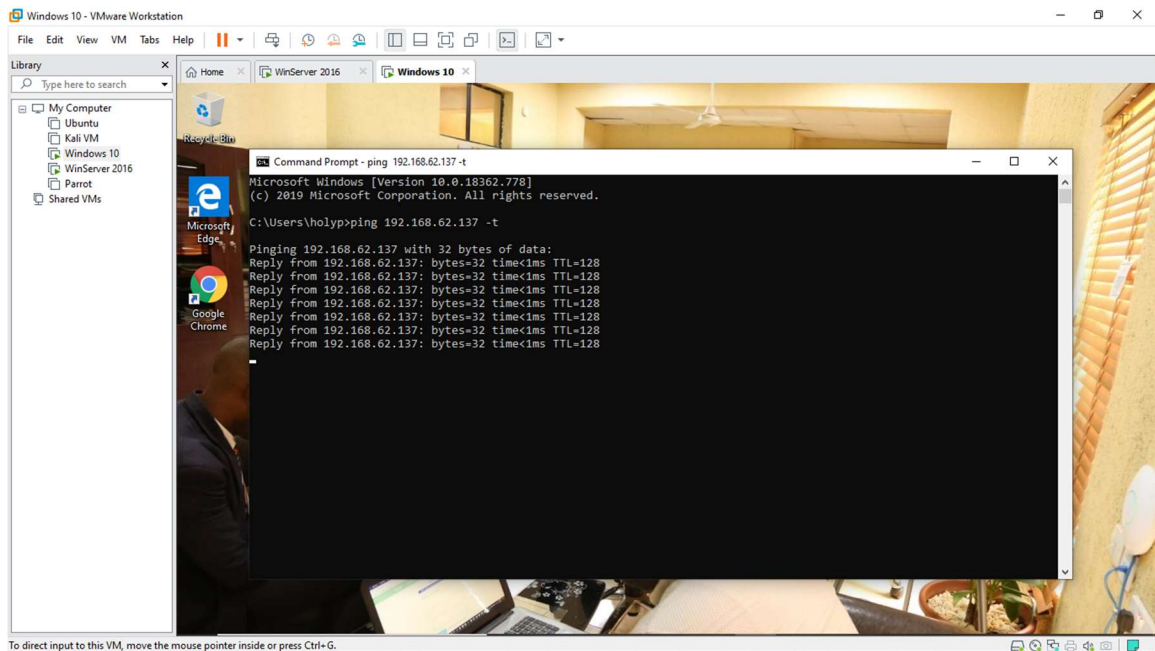 Windows 10 - VMware Workstation
File Edit View VM Tabs Help
Library
Type here to search
My Computer
Ubuntu
Kali VM
Windows 10
WinServer 2016
Parrot
Shared VMs
Home
WinServer 2016
Windows 10
Recycle Bin
Microsoft
Edge
Google
Chrome
Command Prompt - ping 192.168.62.137 -t
Microsoft Windows [Version 10.0.18362.778]
(c) 2019 Microsoft Corporation. All rights reserved.
C:\Users\holyp>ping 192.168.62.137 -t
Pinging 192.168.62.137 with 32 bytes of data:
Reply from 192.168.62.137: bytes=32 time<1ms TTL=128
Reply from 192.168.62.137: bytes=32 time<1ms TTL=128
Reply from 192.168.62.137: bytes=32 time<1ms TTL=128
Reply from 192.168.62.137: bytes=32 time<1ms TTL=128
Reply from 192.168.62.137: bytes=32 time<1ms TTL=128
Reply from 192.168.62.137: bytes=32 time<1ms TTL=128
Reply from 192.168.62.137: bytes=32 time<1ms TTL=128
To direct input to this VM, move the mouse pointer inside or press Ctrl+G.